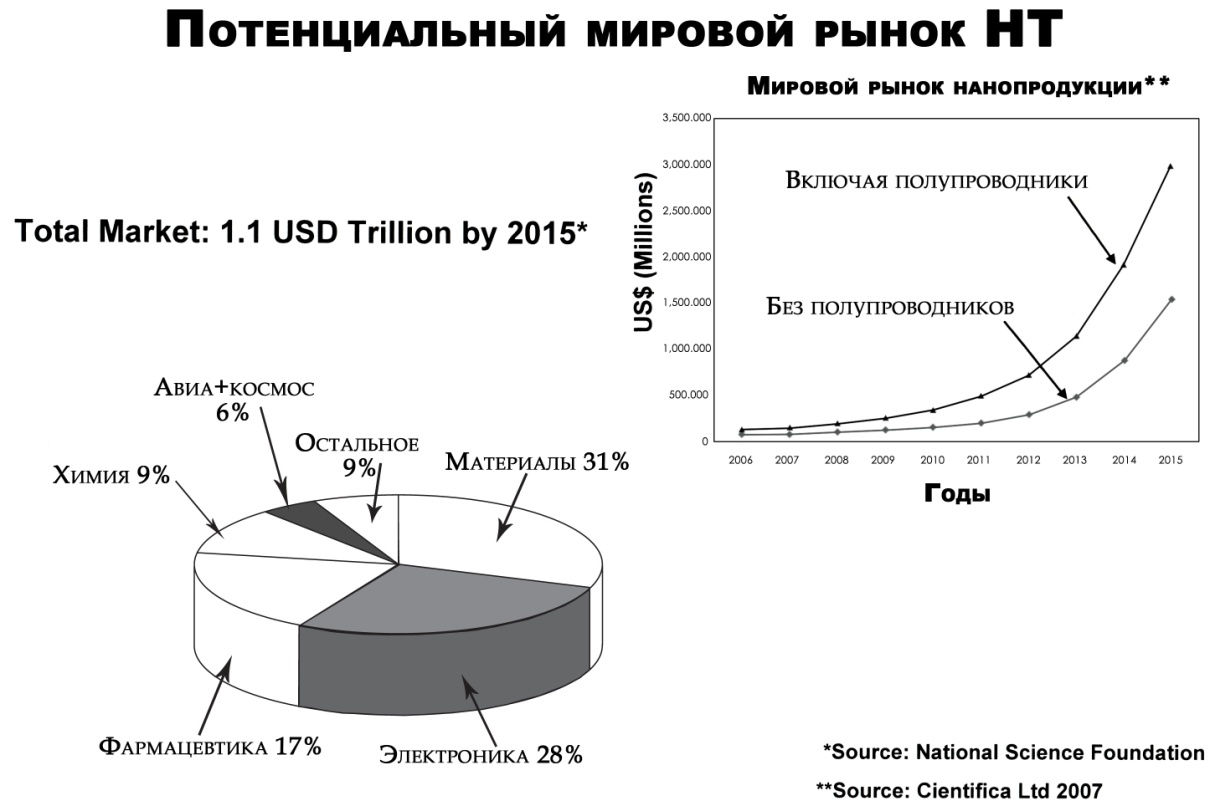 Потенциальный мировой рынок НТ
Мировой рынок нанопродукции**
Total Market: 1.1 USD Trillion by 2015*
US$ (Millions)
3,500.000
3,000.000
2,500.000
2,000.000
1,500.000
1,000.000
500.000
0
Включая полупроводники
Без полупроводников
2006 2007 2008 2009 2010 2011 2012 2013 2014 2015
Годы
Авиа+космос
6%
Остальное
9%
Материалы 31%
Химия 9%
Фармацевтика 17%
Электроника 28%
*Source: National Science Foundation
**Source: Cientifica Ltd 2007